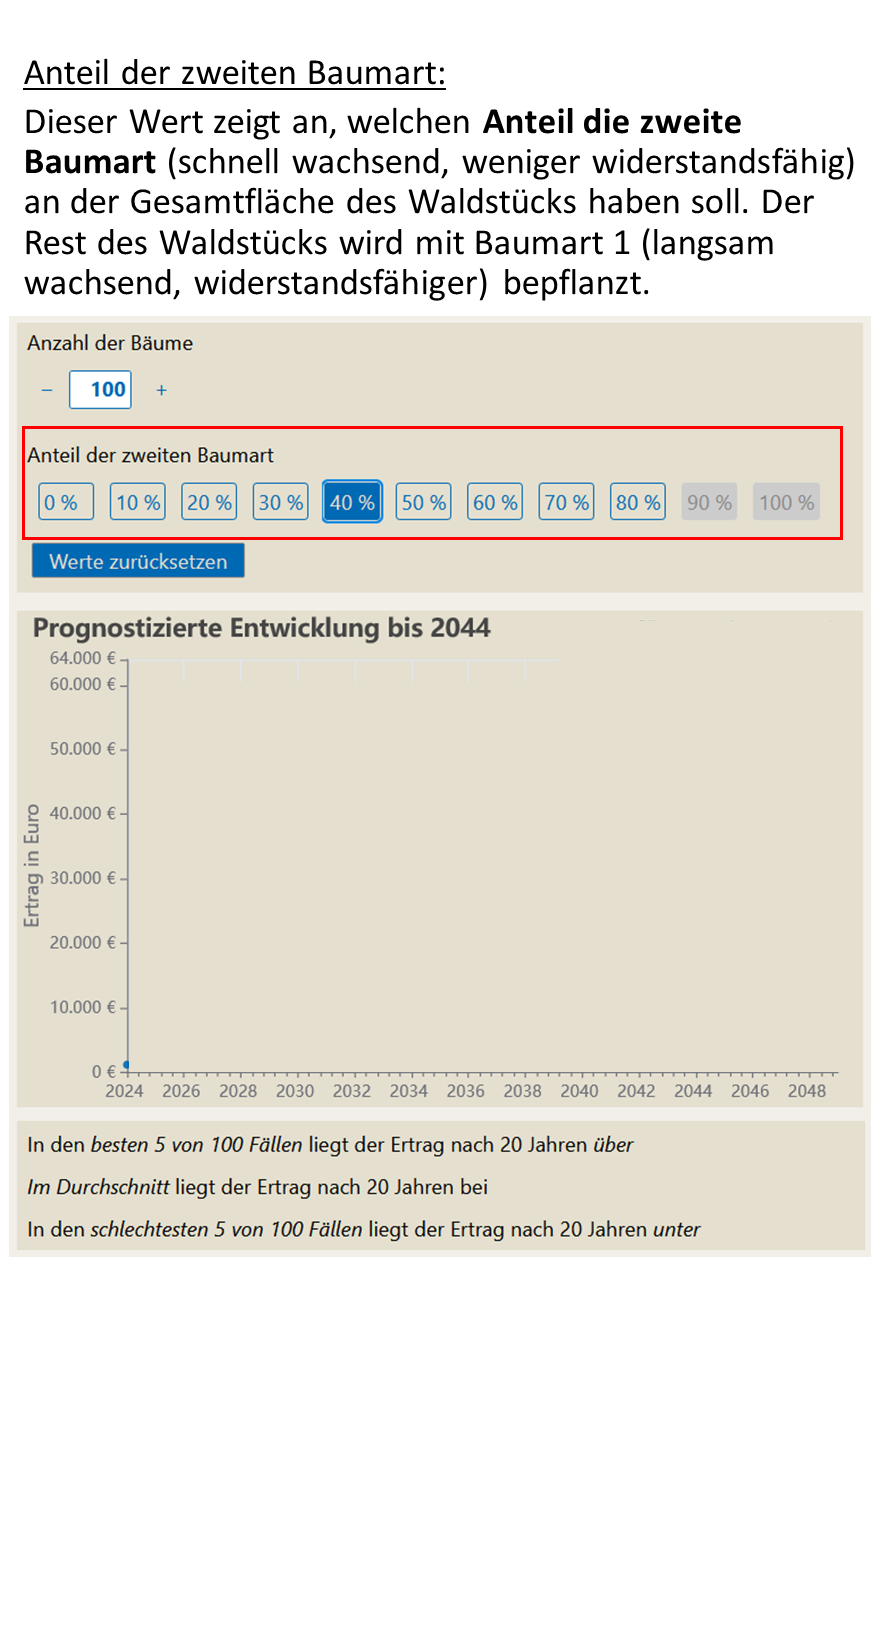 Anteil der zweiten Baumart:
Dieser Wert zeigt an, welchen Anteil die zweite
Baumart (schnell wachsend, weniger widerstandsfähig)
an der Gesamtfläche des Waldstücks haben soll. Der
Rest des Waldstücks wird mit Baumart 1 (langsam
wachsend, widerstandsfähiger) bepflanzt.
Anzahl der Bäume
− 100 +
Anteil der zweiten Baumart
0 % 10 % 20 % 30 % 40 % 50 % 60 % 70 % 80 % 90 % 100 %
Werte zurücksetzen
Prognostizierte Entwicklung bis 2044
64.000 €
60.000 €
50.000 €
40.000 €
30.000 €
20.000 €
10.000 €
0 €
Ertrag in Euro
2024 2026 2028 2030 2032 2034 2036 2038 2040 2042 2044 2046 2048
In den besten 5 von 100 Fällen liegt der Ertrag nach 20 Jahren über
Im Durchschnitt liegt der Ertrag nach 20 Jahren bei
In den schlechtesten 5 von 100 Fällen liegt der Ertrag nach 20 Jahren unter